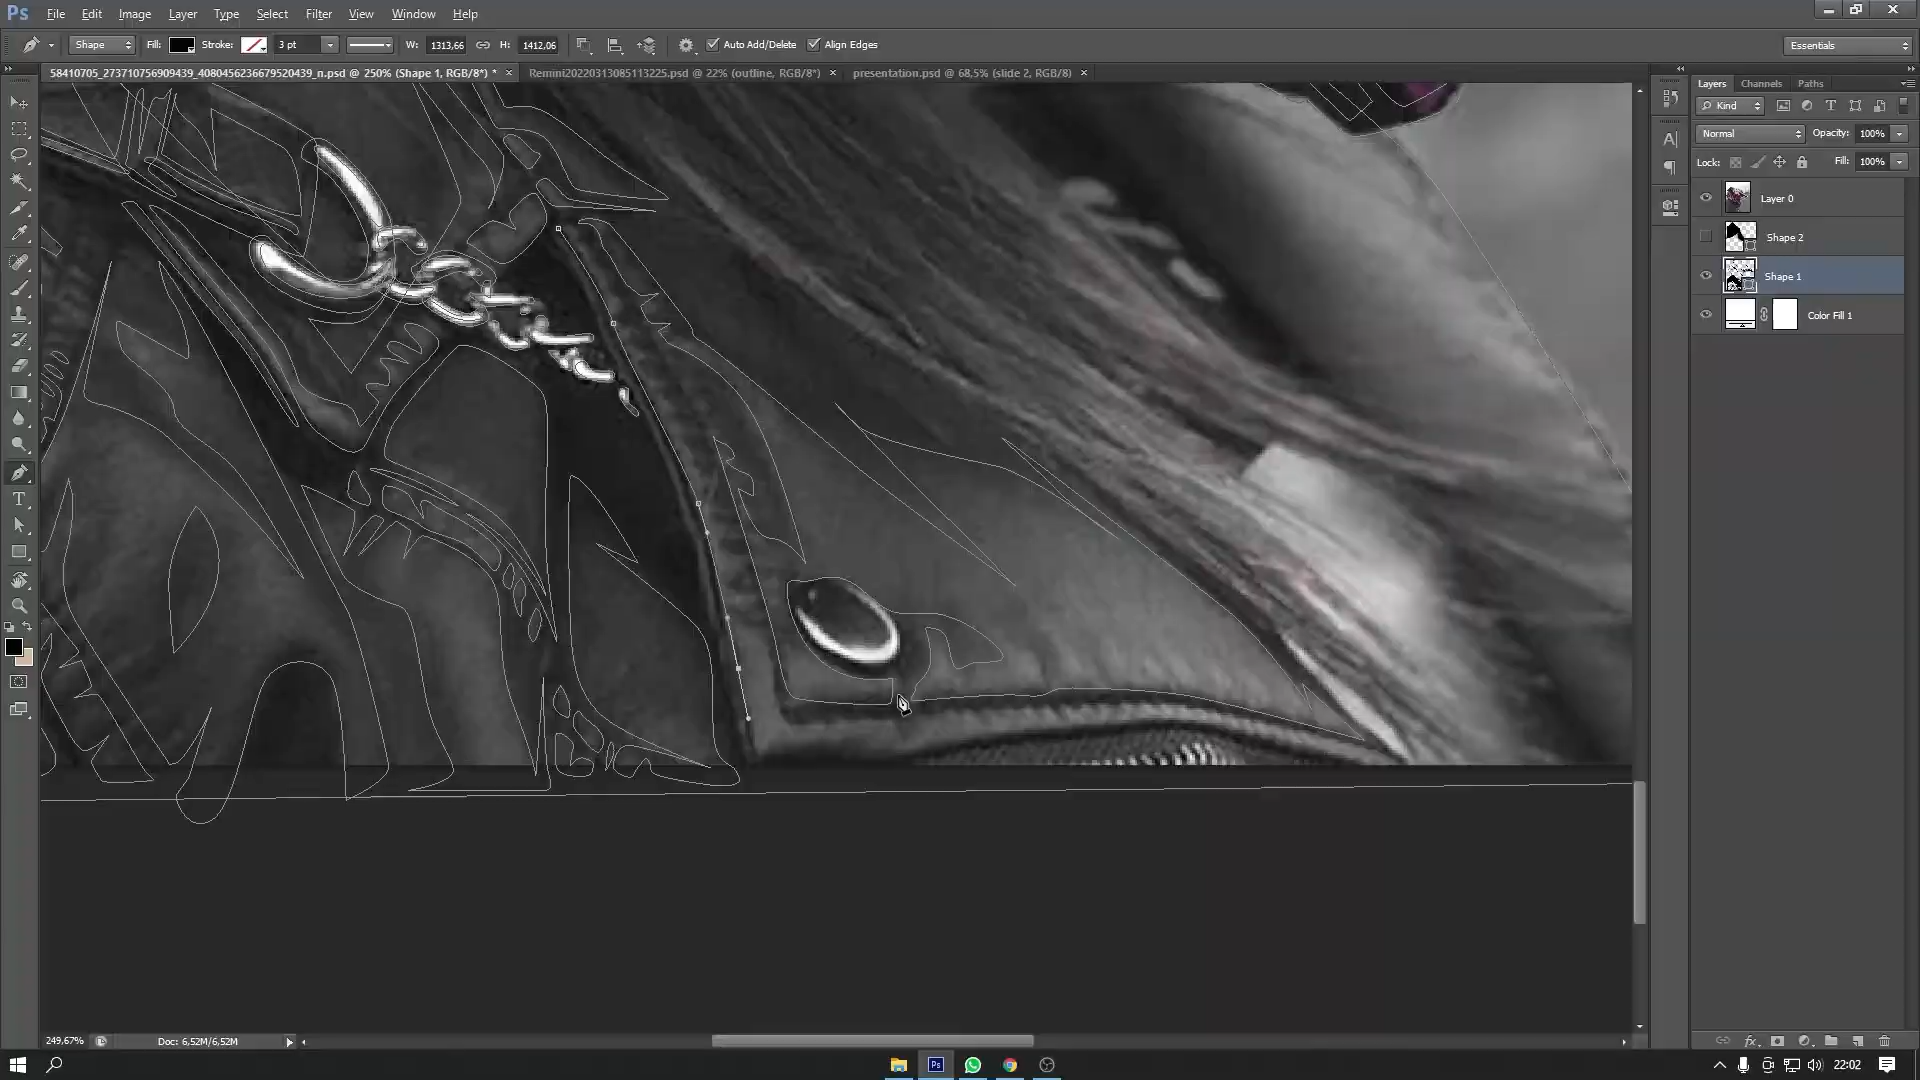 Ps File Edit Image Layer Type Select Filter View Window Help
Shape Fill: Stroke: 3 pt W: 1313,66 H: 1412,06 Auto Add/Delete Align Edges Essentials
58410705_273710756909439_4080456236679520439_n.psd @ 250% (Shape 1, RGB/8*) * × Remini20220313085113225.psd @ 22% (outline, RGB/8*) × presentation.psd @ 68,5% (slide 2, RGB/8) ×
Layers Channels Paths
Kind
Normal Opacity: 100%
Lock: Fill: 100%
Layer 0
Shape 2
Shape 1
Color Fill 1
249,67% Doc: 6,52M/6,52M
Ps 22:02